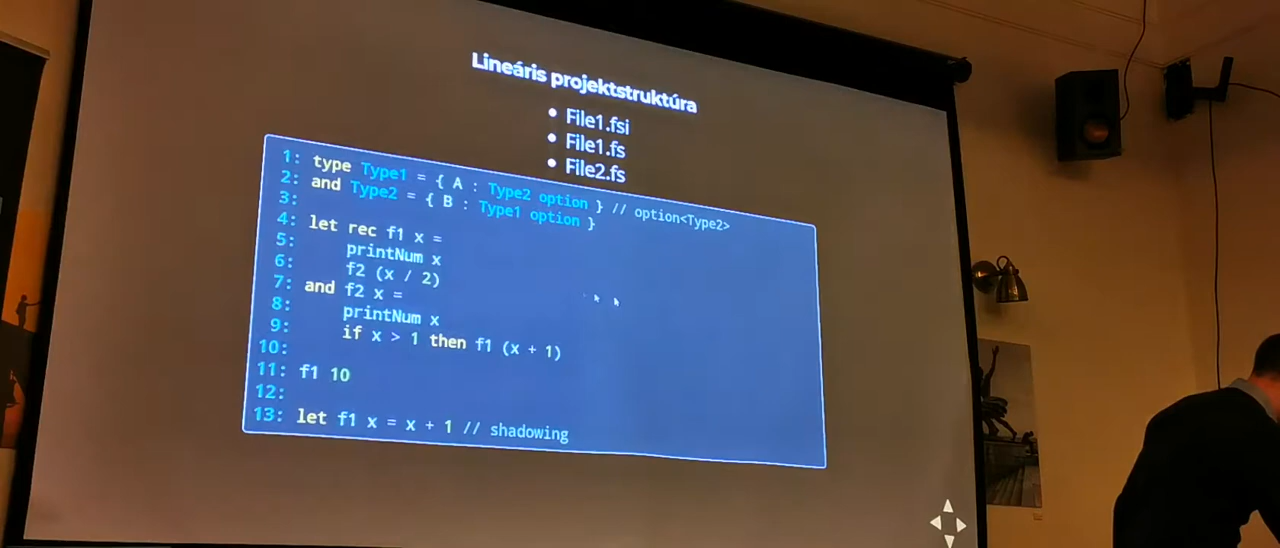 Lineáris projektstruktúra
• File1.fsi
• File1.fs
• File2.fs
1: type Type1 = { A : Type2 option } // option<Type2>
2: and Type2 = { B : Type1 option }
3:
4: let rec f1 x =
5:     printNum x
6:     f2 (x / 2)
7: and f2 x =
8:     printNum x
9:     if x > 1 then f1 (x + 1)
10:
11: f1 10
12:
13: let f1 x = x + 1 // shadowing